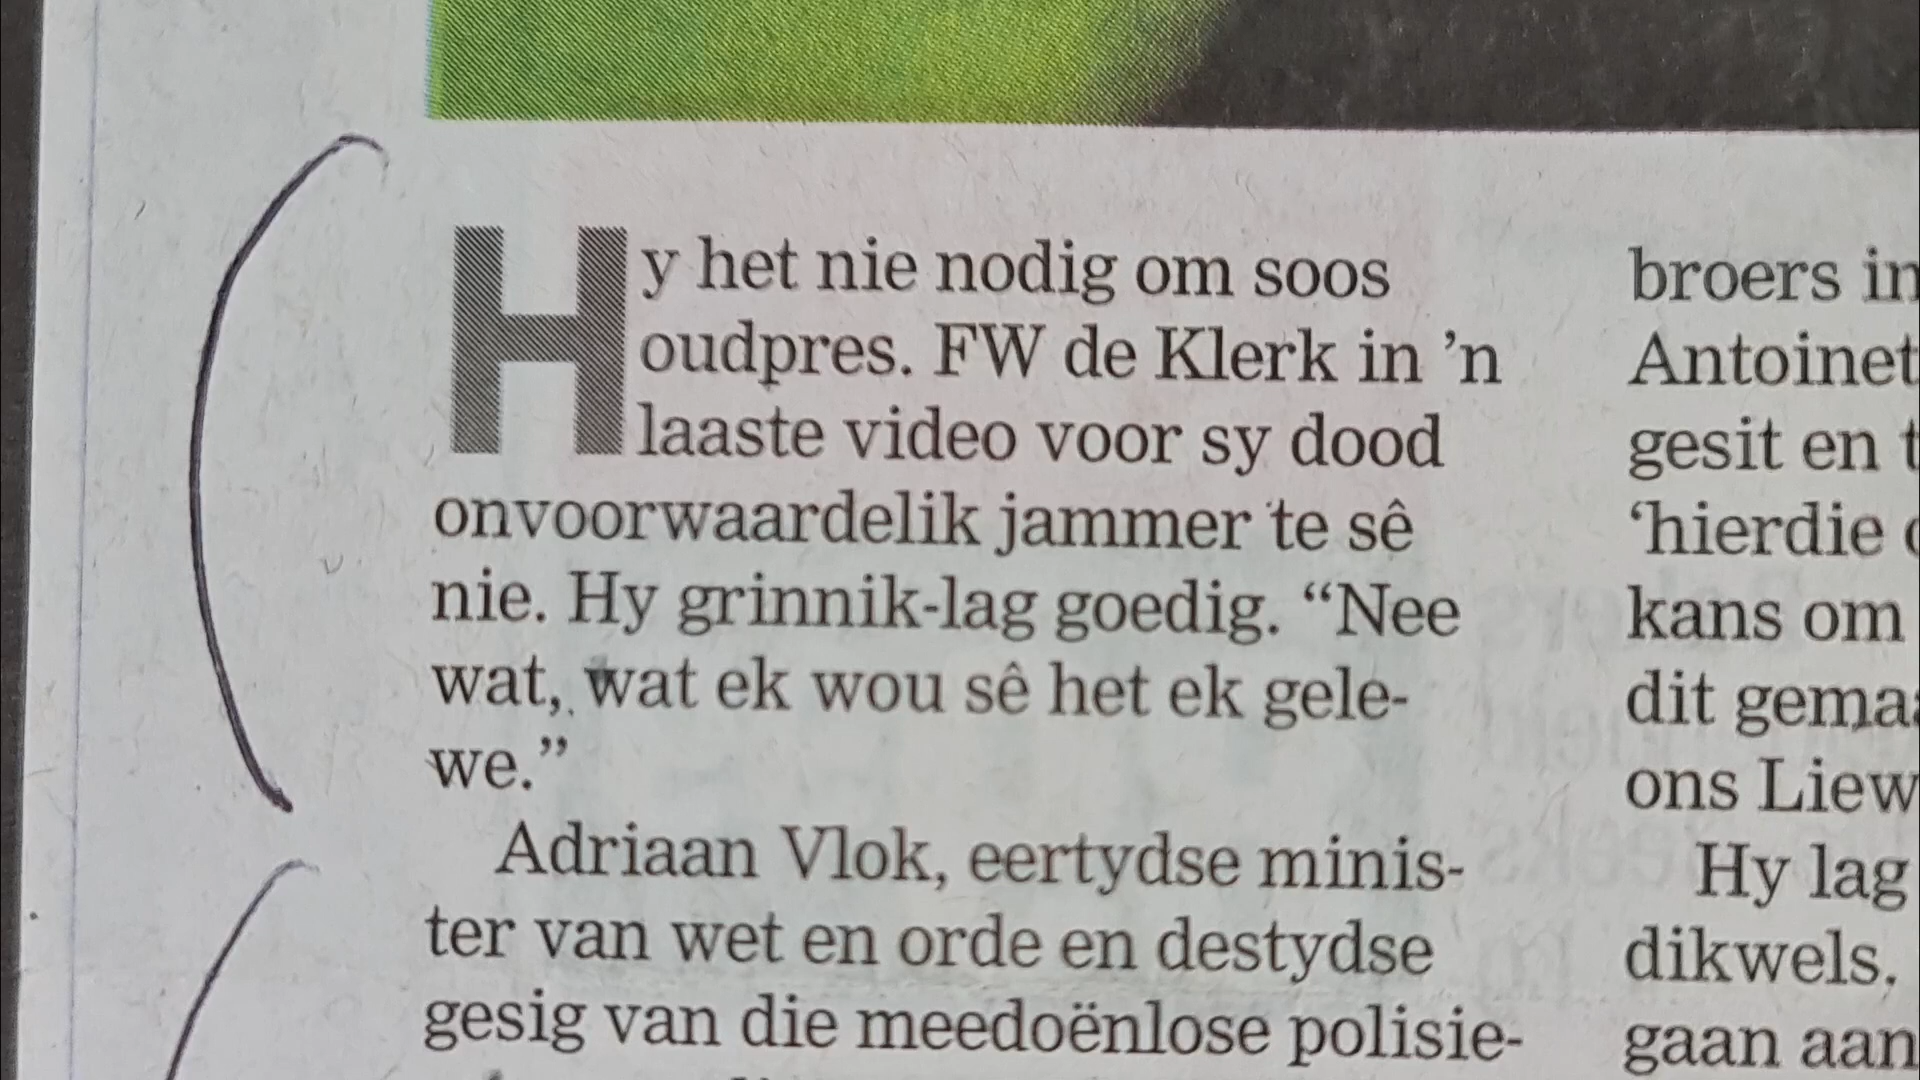 Hy het nie nodig om soos
oudpres. FW de Klerk in ’n
laaste video voor sy dood
onvoorwaardelik jammer te sê
nie. Hy grinnik-lag goedig. “Nee
wat, wat ek wou sê het ek gele-
we.”
Adriaan Vlok, eertydse minis-
ter van wet en orde en destydse
gesig van die meedoënlose polisie-
broers in
Antoinet
gesit en t
‘hierdie
kans om
dit gemaa
ons Liew
Hy lag
dikwels.
gaan aan